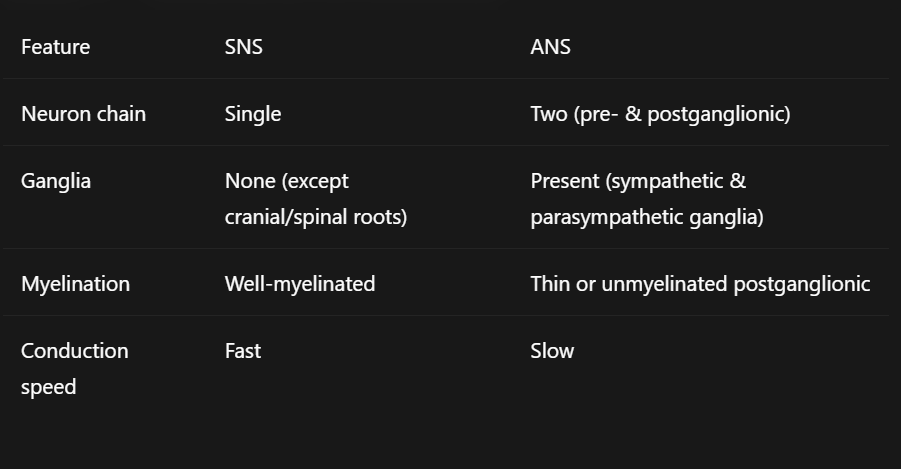 Feature SNS ANS
Neuron chain Single Two (pre- & postganglionic)
Ganglia None (except Present (sympathetic &
cranial/spinal roots) parasympathetic ganglia)
Myelination Well-myelinated Thin or unmyelinated postganglionic
Conduction Fast Slow
speed